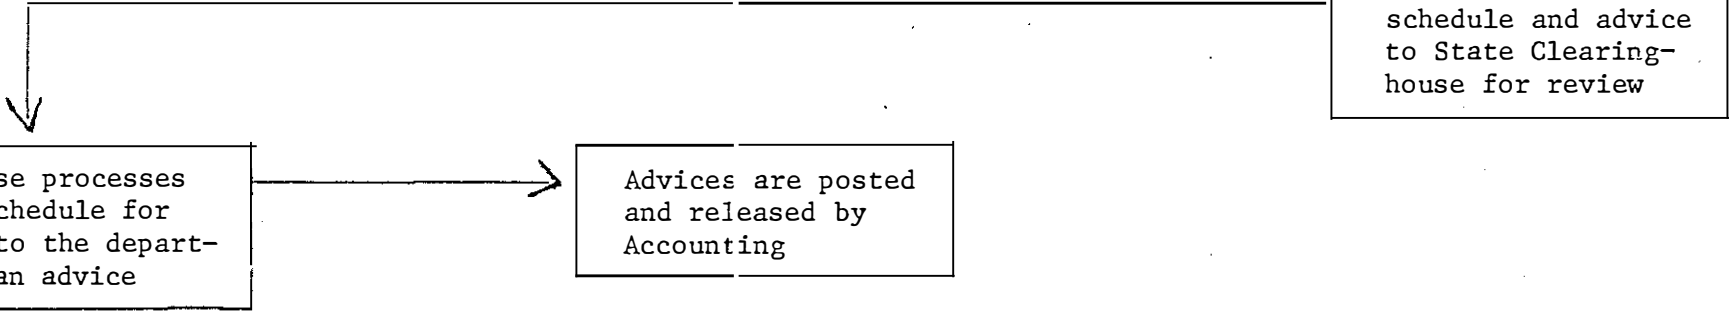 schedule and advice
to State Clearing-
house for review
se processes
chedule for
to the depart-
an advice
Advices are posted
and released by
Accounting